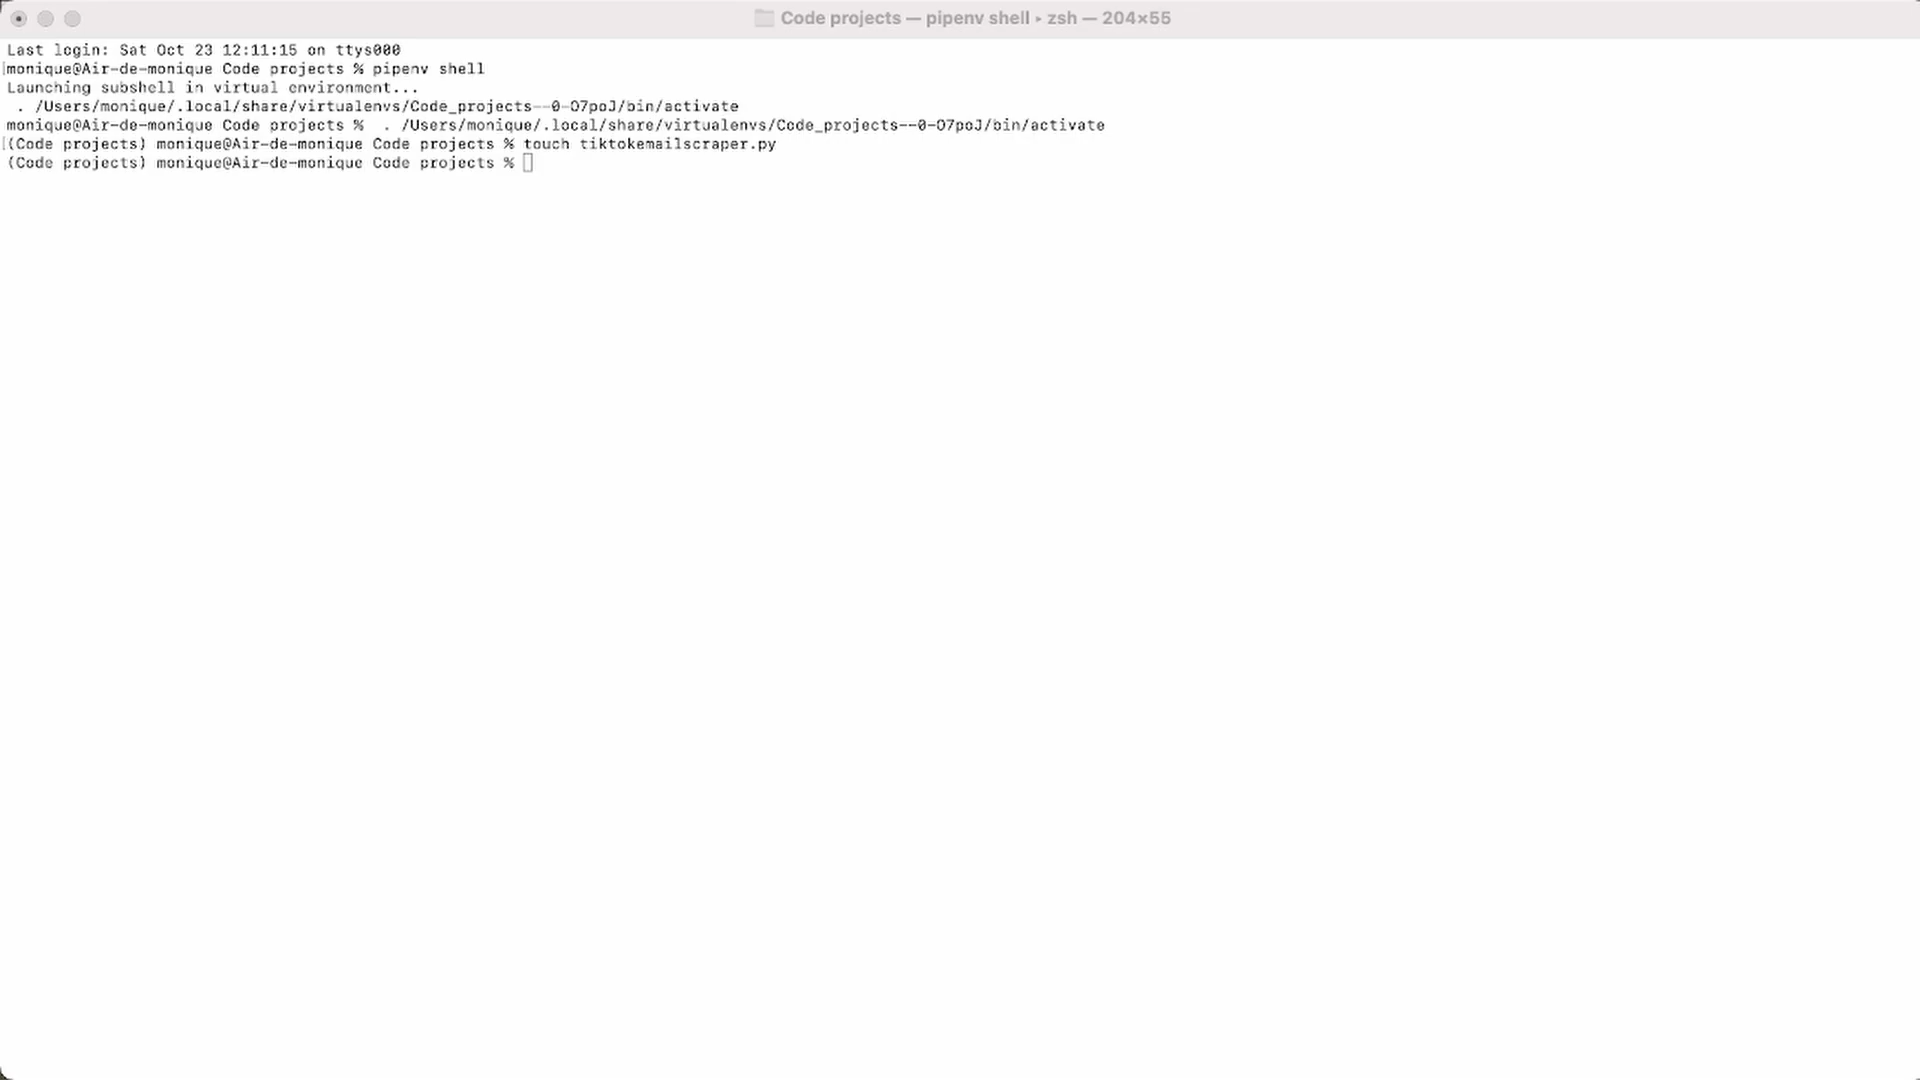 Code projects — pipenv shell ▸ zsh — 204×55
Last login: Sat Oct 23 12:11:15 on ttys000
monique@Air-de-monique Code projects % pipenv shell
Launching subshell in virtual environment...
 . /Users/monique/.local/share/virtualenvs/Code_projects--0-O7poJ/bin/activate
monique@Air-de-monique Code projects %  . /Users/monique/.local/share/virtualenvs/Code_projects--0-O7poJ/bin/activate
(Code projects) monique@Air-de-monique Code projects % touch tiktokemailscraper.py
(Code projects) monique@Air-de-monique Code projects %